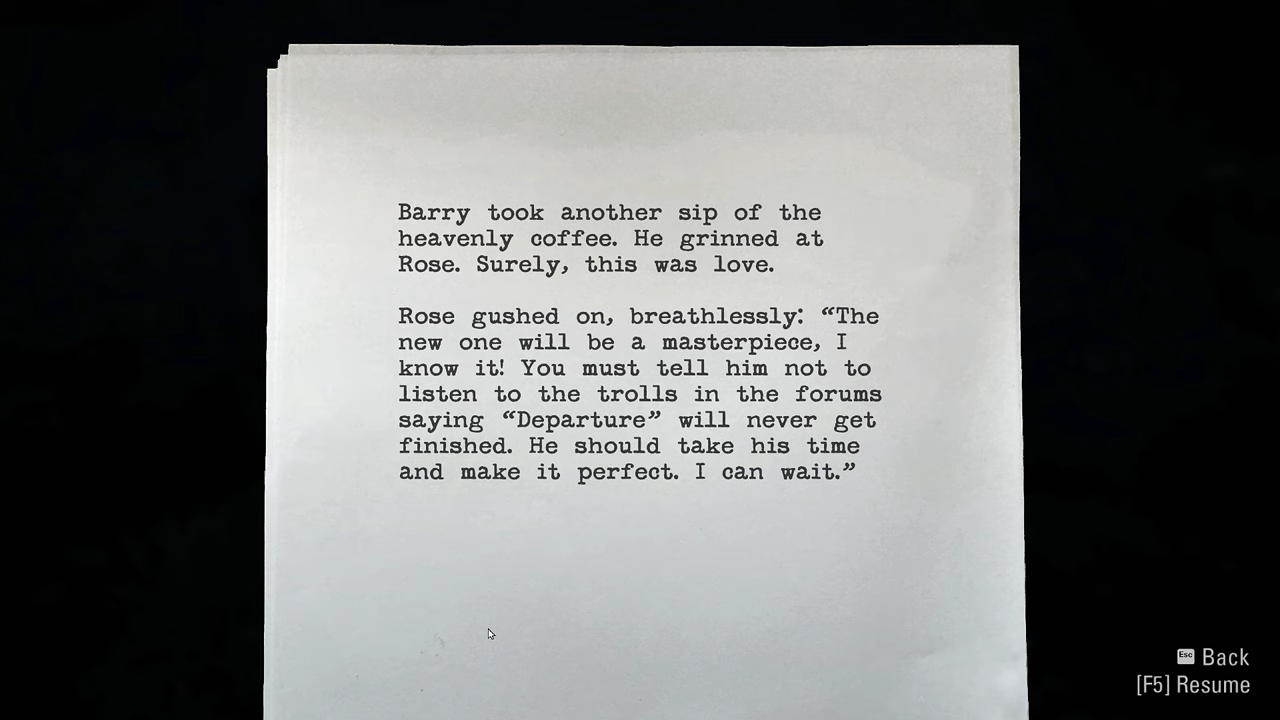 Barry took another sip of the
heavenly coffee. He grinned at
Rose. Surely, this was love.
Rose gushed on, breathlessly: “The
new one will be a masterpiece, I
know it! You must tell him not to
listen to the trolls in the forums
saying “Departure” will never get
finished. He should take his time
and make it perfect. I can wait.”
Esc Back
[F5] Resume